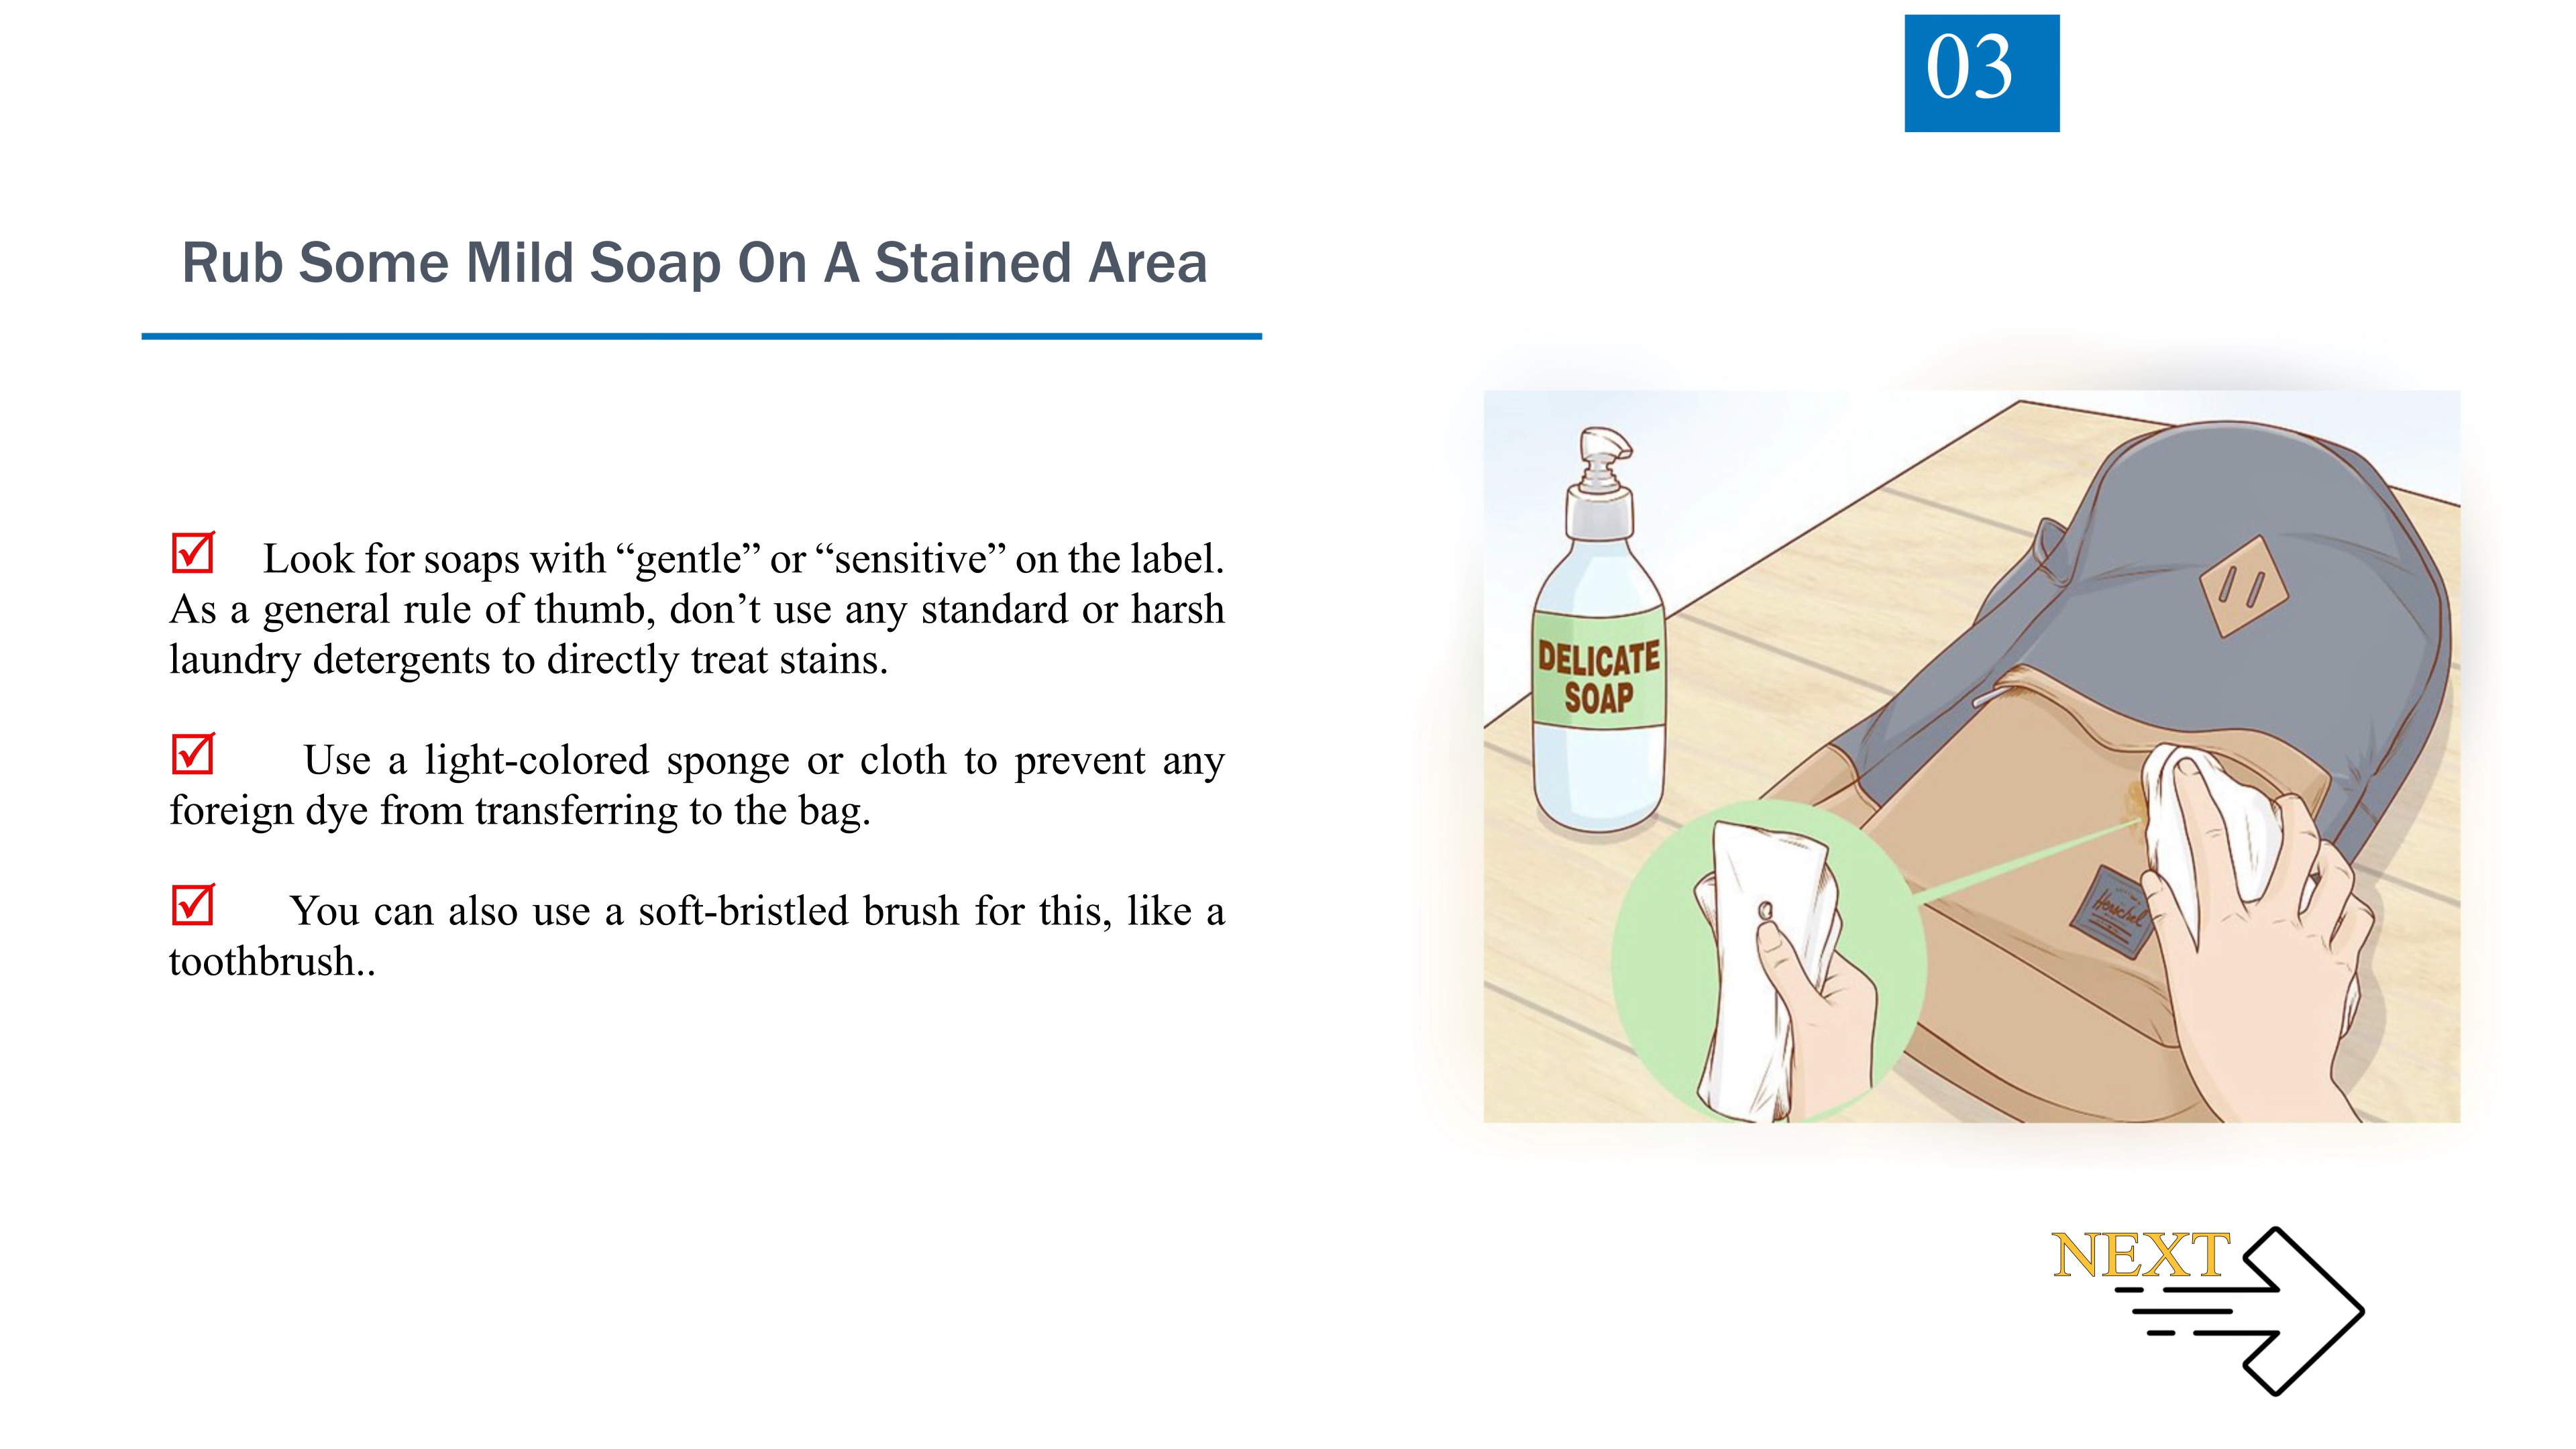 03
Rub Some Mild Soap On A Stained Area
Look for soaps with “gentle” or “sensitive” on the label.
As a general rule of thumb, don’t use any standard or harsh
laundry detergents to directly treat stains.
Use a light-colored sponge or cloth to prevent any
foreign dye from transferring to the bag.
You can also use a soft-bristled brush for this, like a
toothbrush..
DELICATE
SOAP
Herschel
NEXT